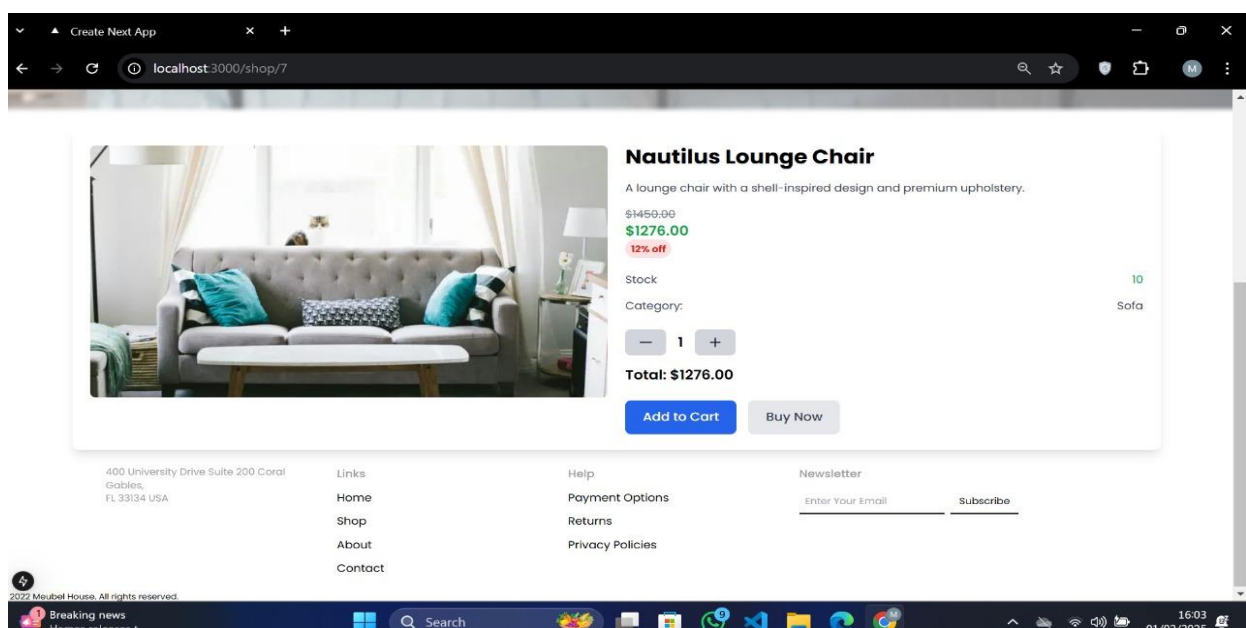 Create Next App
localhost:3000/shop/7
M
Nautilus Lounge Chair
A lounge chair with a shell-inspired design and premium upholstery.
$1450.00
$1276.00
12% off
Stock 10
Category: Sofa
1
Total: $1276.00
Add to Cart Buy Now
400 University Drive Suite 200 Coral
Gables,
FL 33134 USA
Links
Home
Shop
About
Contact
Help
Payment Options
Returns
Privacy Policies
Newsletter
Enter Your Email Subscribe
2022 Meubel House. All rights reserved.
1
Breaking news
Search
9
M
16:03